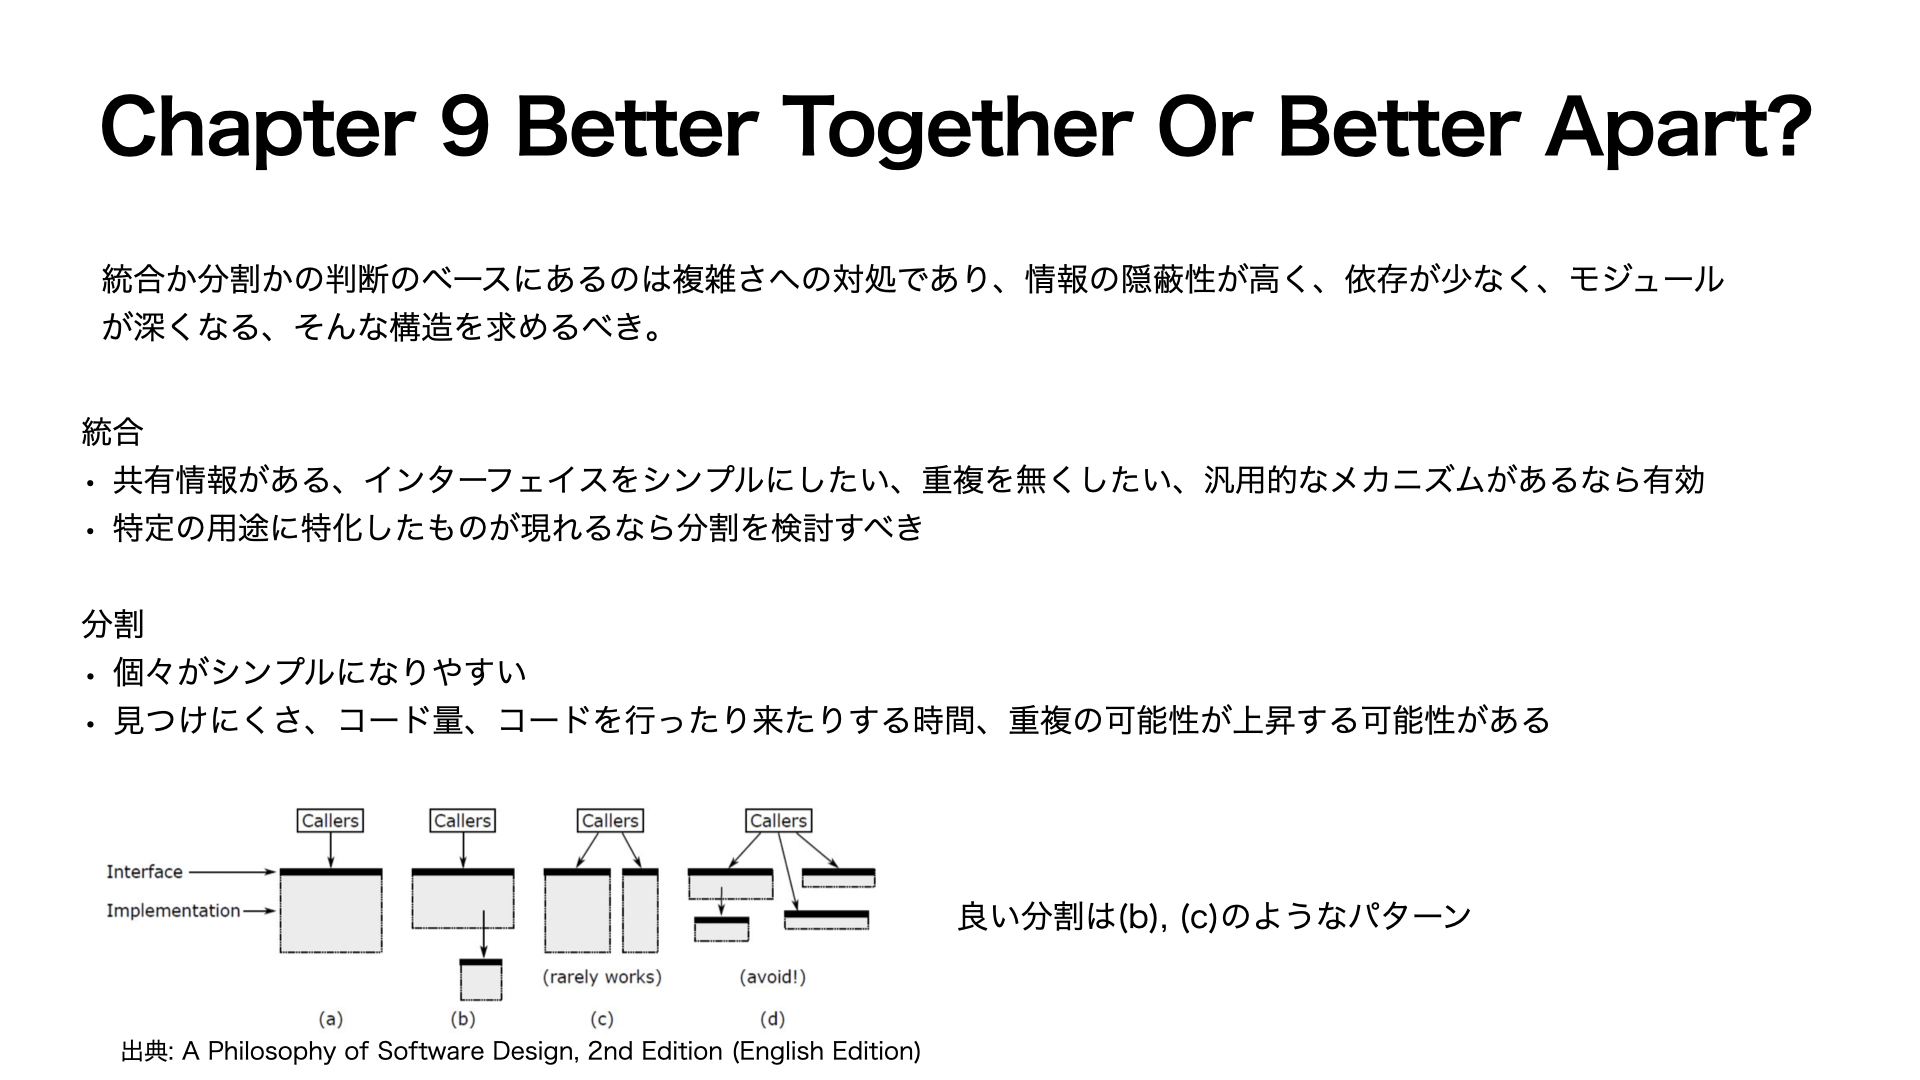 Chapter 9 Better Together Or Better Apart?
統合か分割かの判断のベースにあるのは複雑さへの対処であり、情報の隠蔽性が高く、依存が少なく、モジュール
が深くなる、そんな構造を求めるべき。
統合
• 共有情報がある、インターフェイスをシンプルにしたい、重複を無くしたい、汎用的なメカニズムがあるなら有効
• 特定の用途に特化したものが現れるなら分割を検討すべき
分割
• 個々がシンプルになりやすい
• 見つけにくさ、コード量、コードを行ったり来たりする時間、重複の可能性が上昇する可能性がある
Callers Callers Callers Callers
Interface
Implementation
良い分割は(b), (c)のようなパターン
(rarely works) (avoid!)
(a) (b) (c) (d)
出典: A Philosophy of Software Design, 2nd Edition (English Edition)